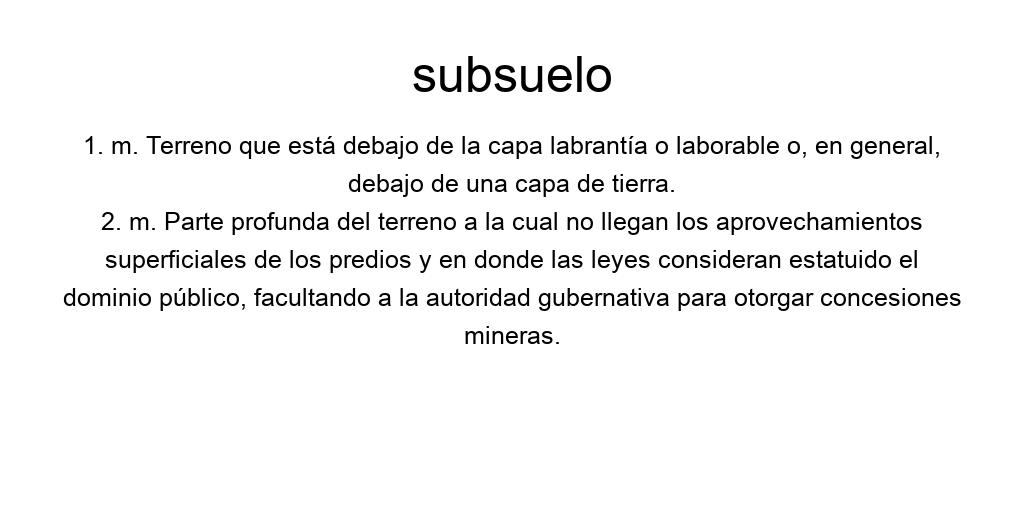 subsuelo
1. m. Terreno que está debajo de la capa labrantía o laborable o, en general,
debajo de una capa de tierra.
2. m. Parte profunda del terreno a la cual no llegan los aprovechamientos
superficiales de los predios y en donde las leyes consideran estatuido el
dominio público, facultando a la autoridad gubernativa para otorgar concesiones
mineras.